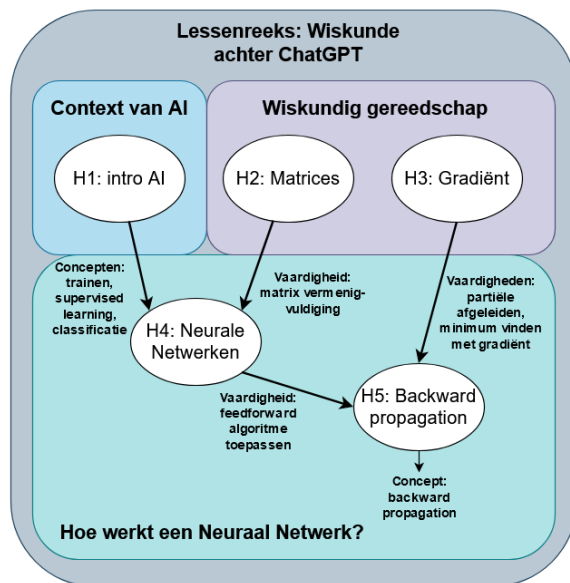 Lessenreeks: Wiskunde
achter ChatGPT
Context van AI
Wiskundig gereedschap
H1: intro AI
H2: Matrices
H3: Gradiënt
Concepten:
trainen,
supervised
learning,
classificatie
Vaardigheid:
matrix vermenig-
vuldiging
Vaardigheden:
partiële
afgeleiden,
minimum vinden
met gradiënt
H4: Neurale
Netwerken
Vaardigheid:
feedforward
algoritme
toepassen
H5: Backward
propagation
Concept:
backward
propagation
Hoe werkt een Neuraal Netwerk?